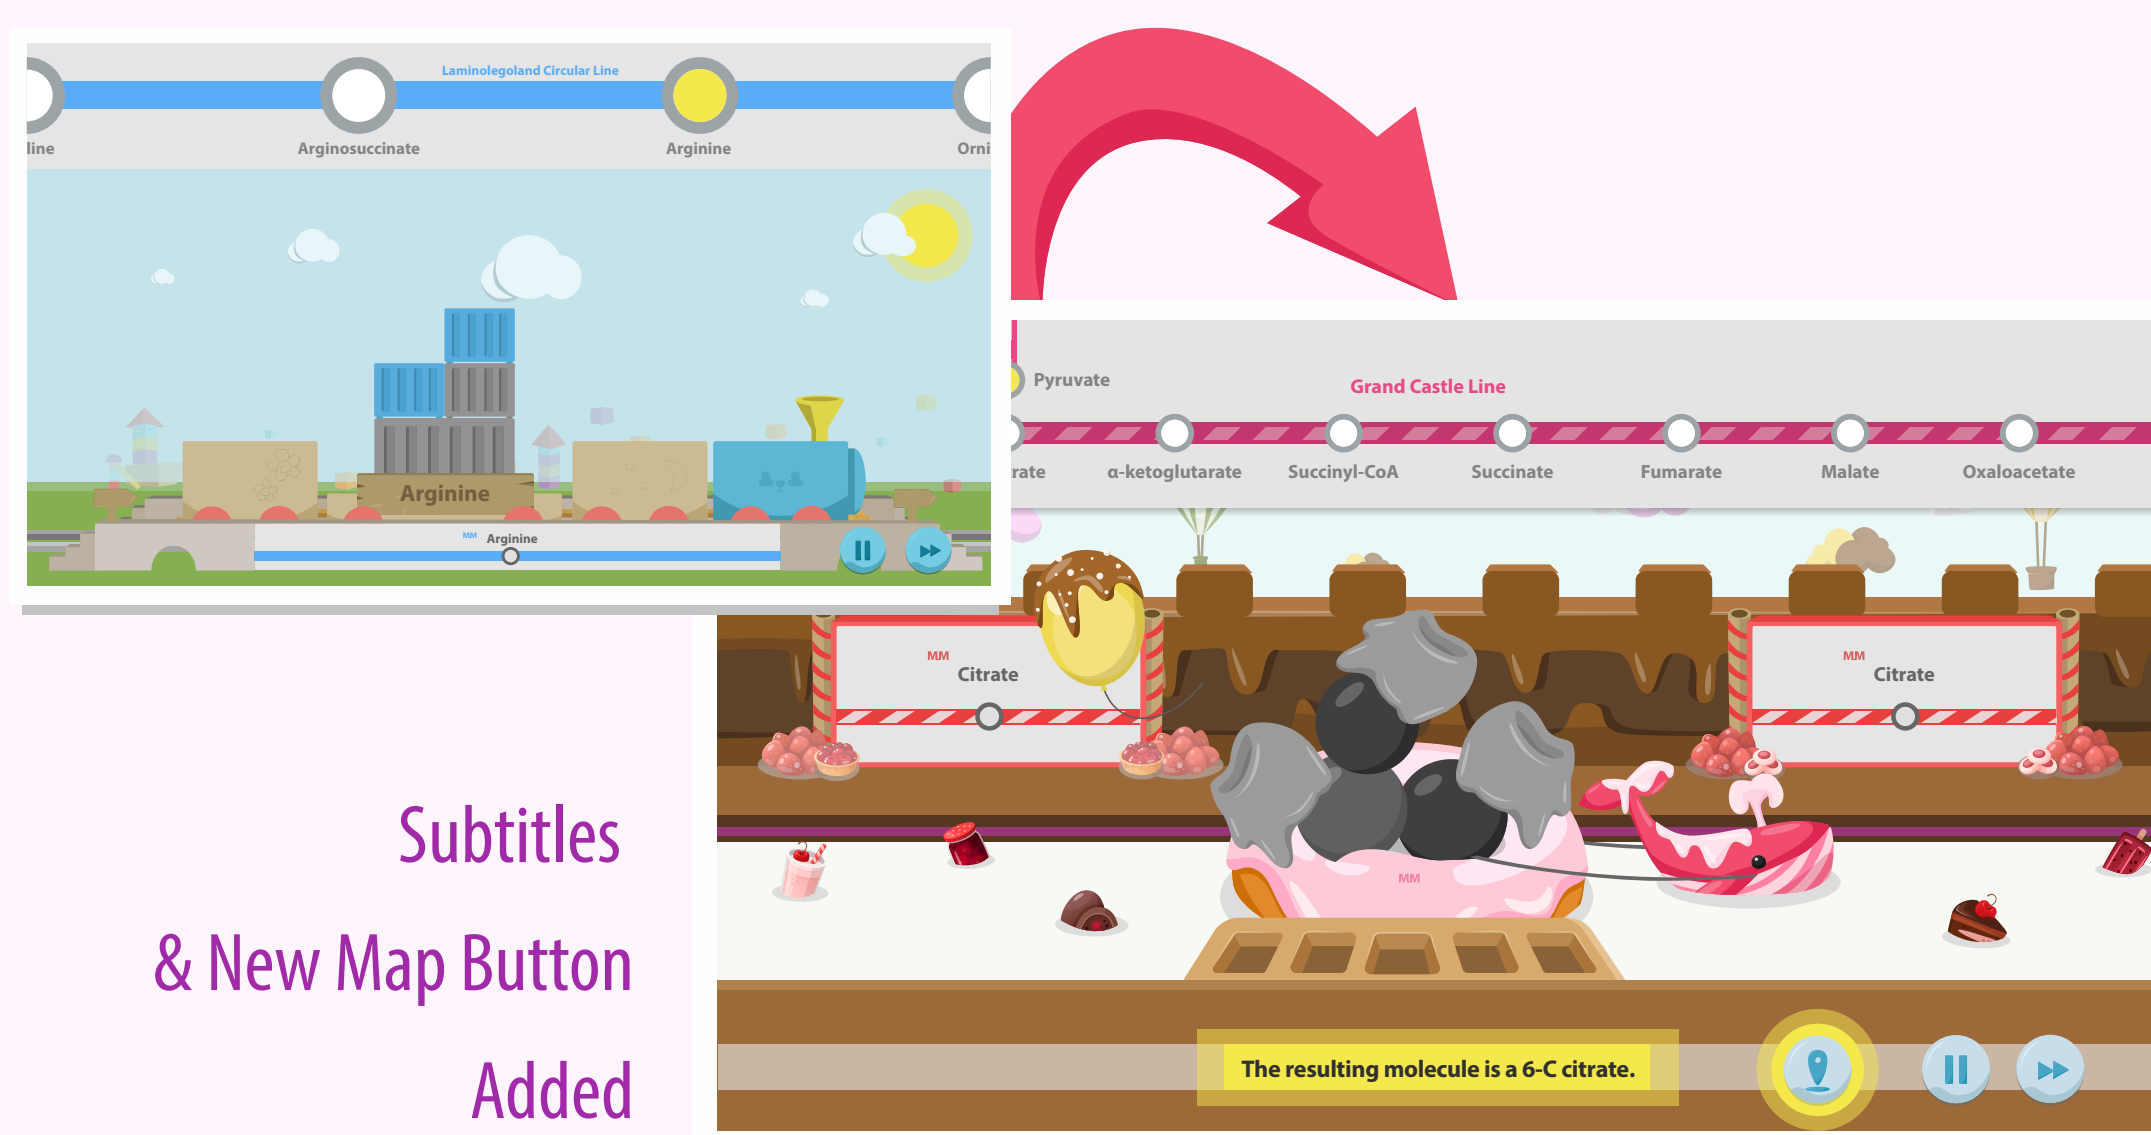 Laminolegoland Circular Line
line
Arginosuccinate
Arginine
Orni
Arginine
MM
Arginine
Pyruvate
Grand Castle Line
rate
α-ketoglutarate
Succinyl-CoA
Succinate
Fumarate
Malate
Oxaloacetate
MM
Citrate
MM
Citrate
MM
Subtitles
& New Map Button
Added
The resulting molecule is a 6-C citrate.